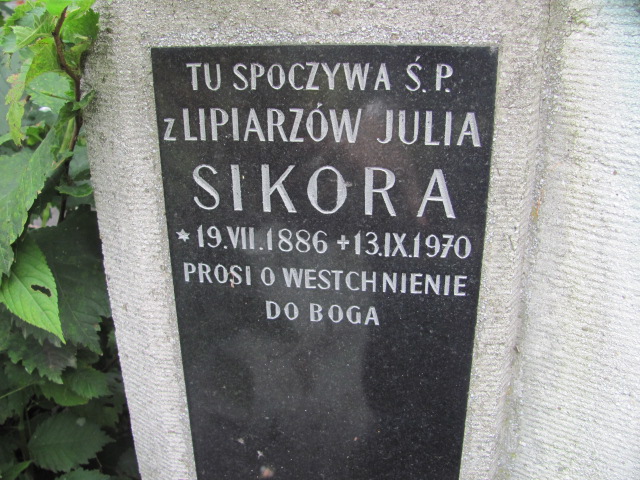 TU SPOCZYWA Ś.P.
z LIPIARZÓW JULIA
SIKORA
* 19.VII.1886 + 13.IX.1970
PROSI O WESTCHNIENIE
DO BOGA